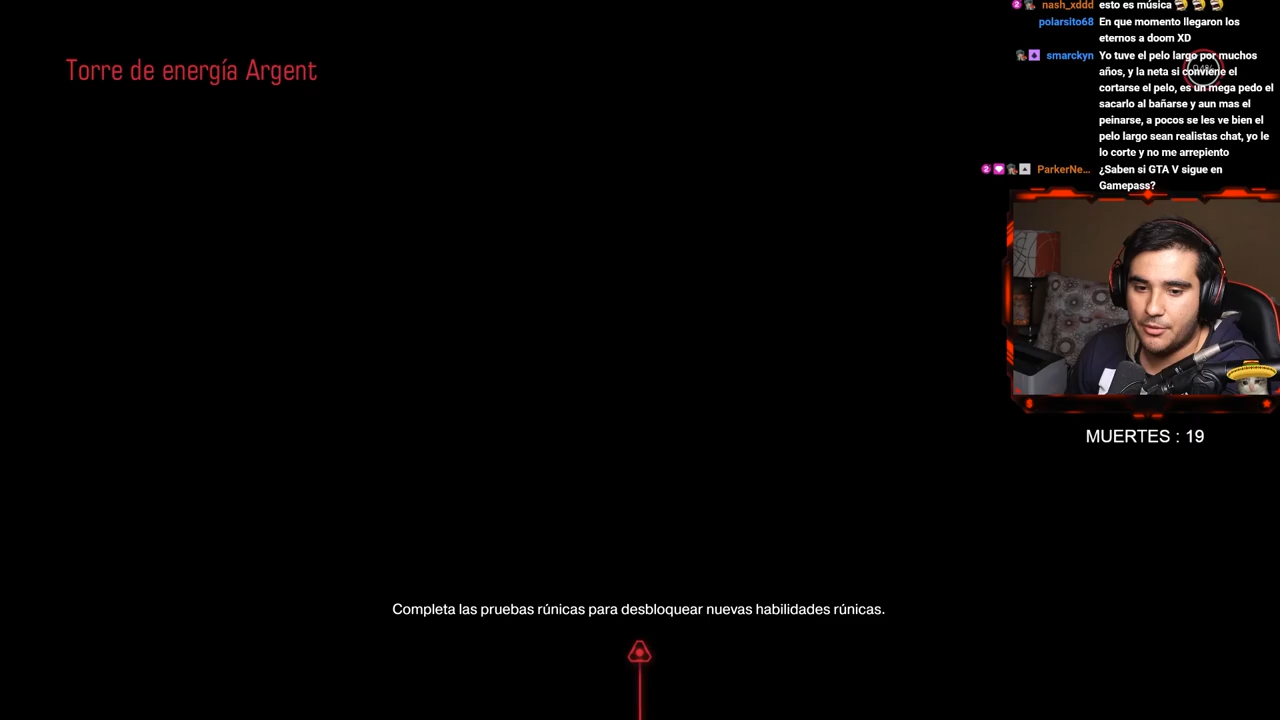 Torre de energía Argent
nash_xddd esto es música
polarsito68 En que momento llegaron los
eternos a doom XD
smarckyn Yo tuve el pelo largo por muchos
años, y la neta si conviene el
cortarse el pelo, es un mega pedo el
sacarlo al bañarse y aun mas el
peinarse, a pocos se les ve bien el
pelo largo sean realistas chat, yo le
lo corte y no me arrepiento
ParkerNe... ¿Saben si GTA V sigue en
Gamepass?
MUERTES : 19
Completa las pruebas rúnicas para desbloquear nuevas habilidades rúnicas.